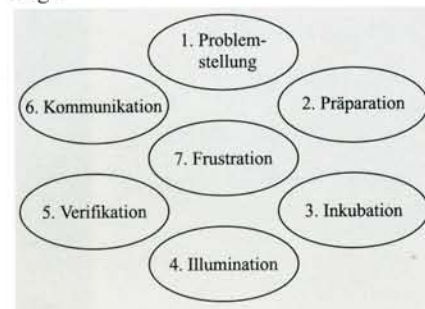 1. Problem-
stellung
6. Kommunikation
2. Präparation
7. Frustration
5. Verifikation
3. Inkubation
4. Illumination